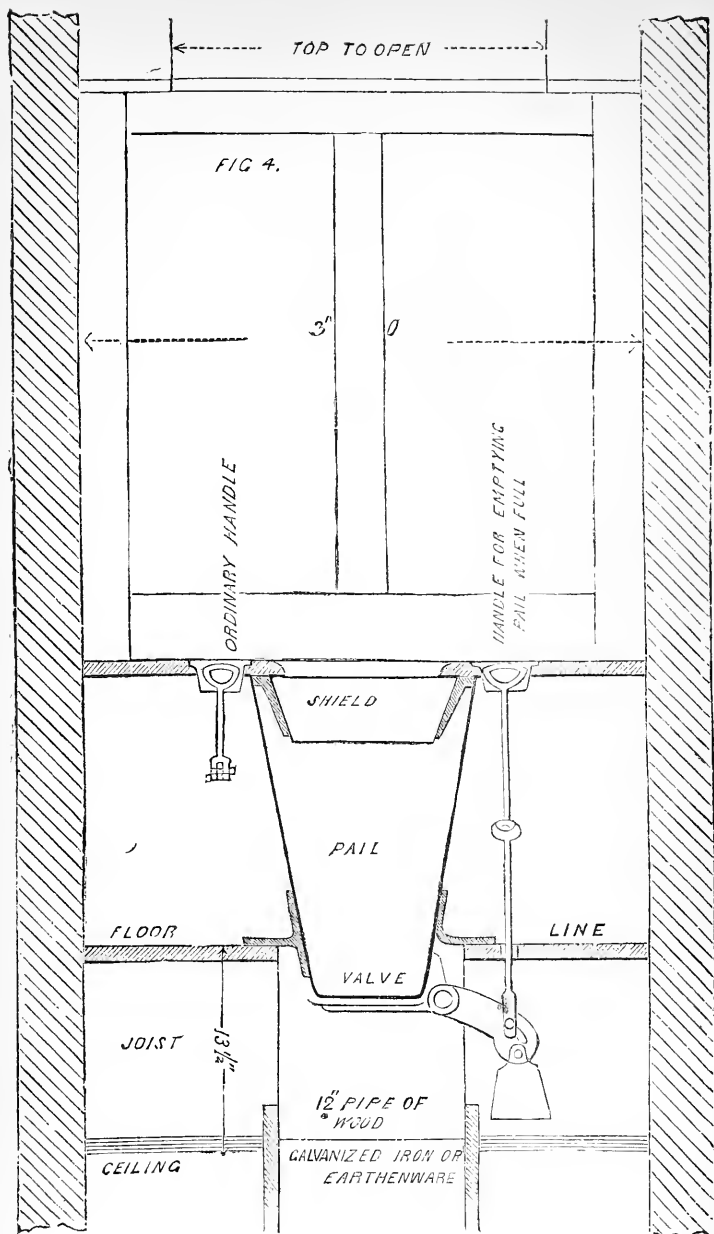 TOP TO OPEN
FIG 4.
3" 0
ORDINARY HANDLE
HANDLE FOR EMPTYING
PAIL WHEN FULL
SHIELD
PAIL
FLOOR
LINE
VALVE
JOIST
13½"
12" PIPE OF
WOOD
GALVANIZED IRON OR
EARTHENWARE
CEILING